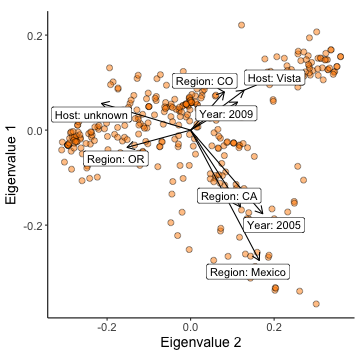 0.2
0.0
-0.2
Eigenvalue 1
Region: CO
Host: Vista
Host: unknown
Year: 2009
Region: OR
Region: CA
Year: 2005
Region: Mexico
-0.2
0.0
0.2
Eigenvalue 2